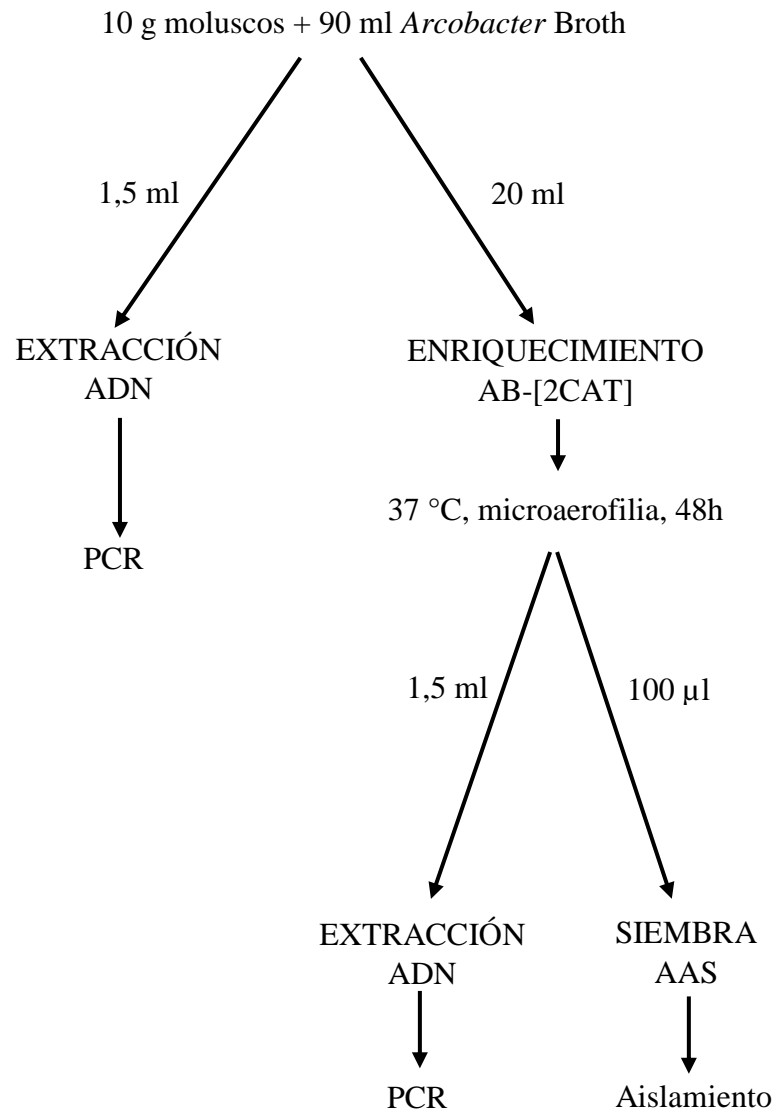 10 g moluscos + 90 ml Arcobacter Broth
1,5 ml
20 ml
EXTRACCIÓN
ADN
PCR
ENRIQUECIMIENTO
AB-[2CAT]
37 °C, microaerofilia, 48h
1,5 ml
100 µl
EXTRACCIÓN
ADN
PCR
SIEMBRA
AAS
Aislamiento